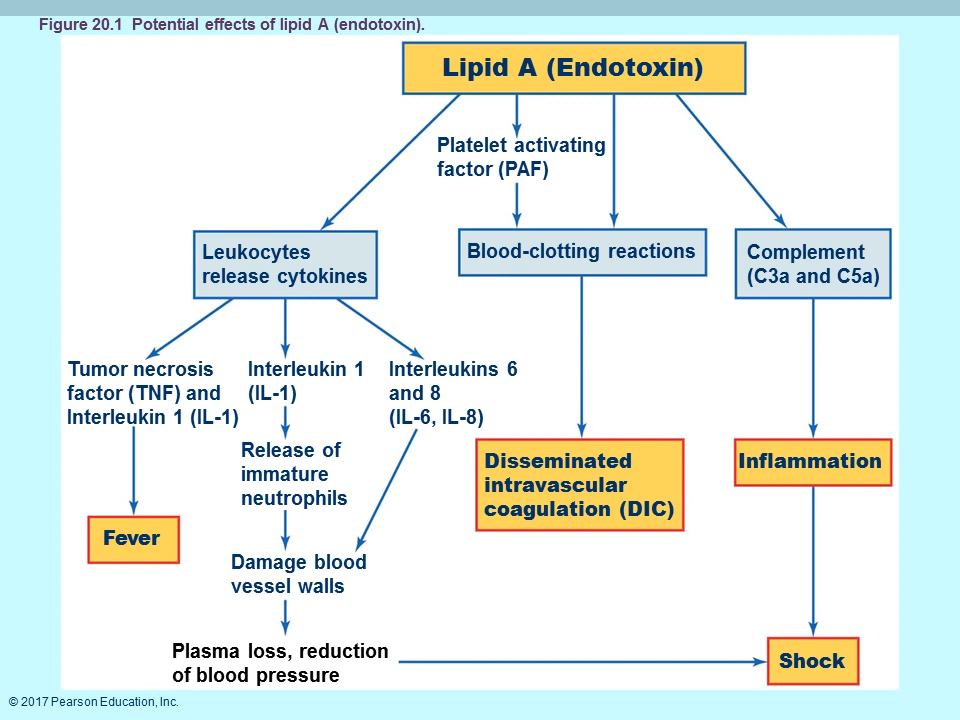 Figure 20.1 Potential effects of lipid A (endotoxin).
Lipid A (Endotoxin)
Platelet activating
factor (PAF)
Leukocytes
release cytokines
Blood-clotting reactions
Complement
(C3a and C5a)
Tumor necrosis
factor (TNF) and
Interleukin 1 (IL-1)
Interleukin 1
(IL-1)
Interleukins 6
and 8
(IL-6, IL-8)
Release of
immature
neutrophils
Disseminated
intravascular
coagulation (DIC)
Inflammation
Fever
Damage blood
vessel walls
Plasma loss, reduction
of blood pressure
Shock
© 2017 Pearson Education, Inc.